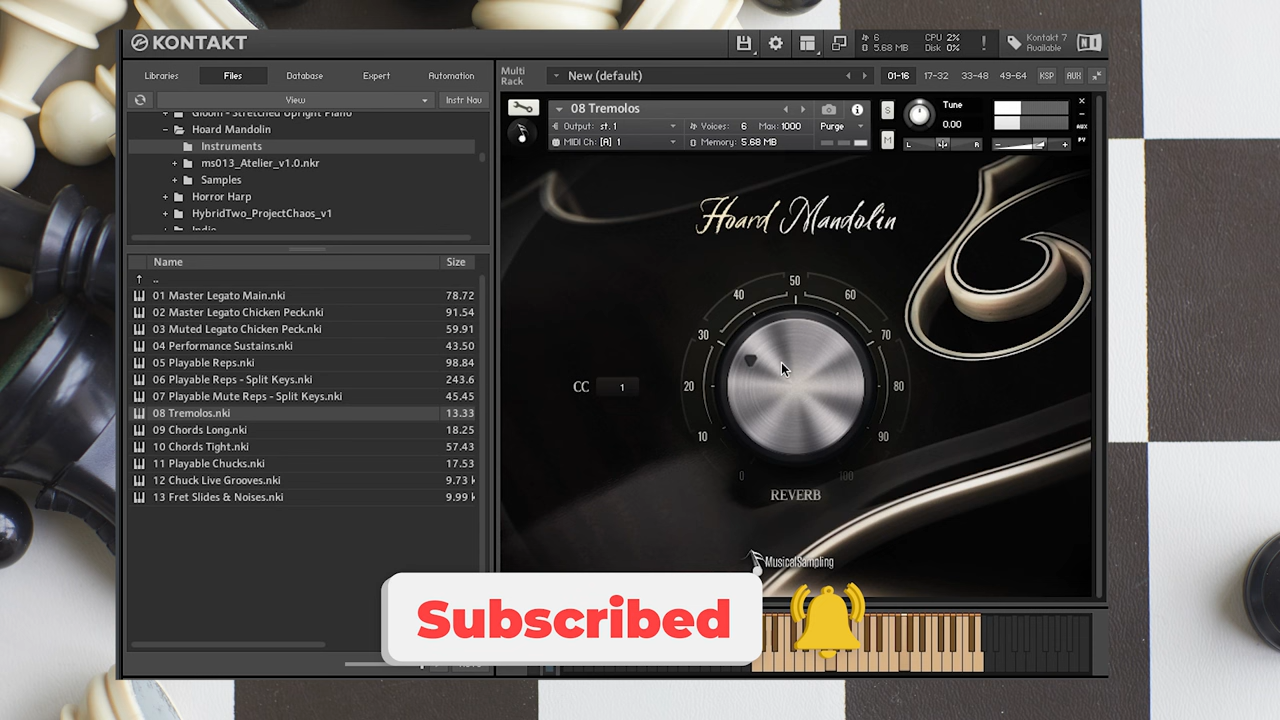 KONTAKT
6
5.68 MB
CPU 2%
Disk 0%
!
Kontakt 7
Available
Libraries
Files
Database
Expert
Automation
View
Instr Nav
Hoard Mandolin
Instruments
ms013_Atelier_v1.0.nkr
Samples
Horror Harp
HybridTwo_ProjectChaos_v1
Name Size
..
01 Master Legato Main.nki 78.72
02 Master Legato Chicken Peck.nki 91.54
03 Muted Legato Chicken Peck.nki 59.91
04 Performance Sustains.nki 43.50
05 Playable Reps.nki 98.84
06 Playable Reps - Split Keys.nki 243.6
07 Playable Mute Reps - Split Keys.nki 45.45
08 Tremolos.nki 13.33
09 Chords Long.nki 18.25
10 Chords Tight.nki 57.43
11 Playable Chucks.nki 17.53
12 Chuck Live Grooves.nki 9.73
13 Fret Slides & Noises.nki 9.99
Multi
Rack
New (default)
01-16 17-32 33-48 49-64 KSP AUX
08 Tremolos
Output: st.1 Voices: 6 Max: 1000 Purge
MIDI Ch: [A] 1 Memory: 5.68 MB
S
M
Tune
0.00
L R
- +
AUX
PV
Hoard Mandolin
0 10 20 30 40 50 60 70 80 90 100
CC 1
REVERB
MusicalSampling
Subscribed